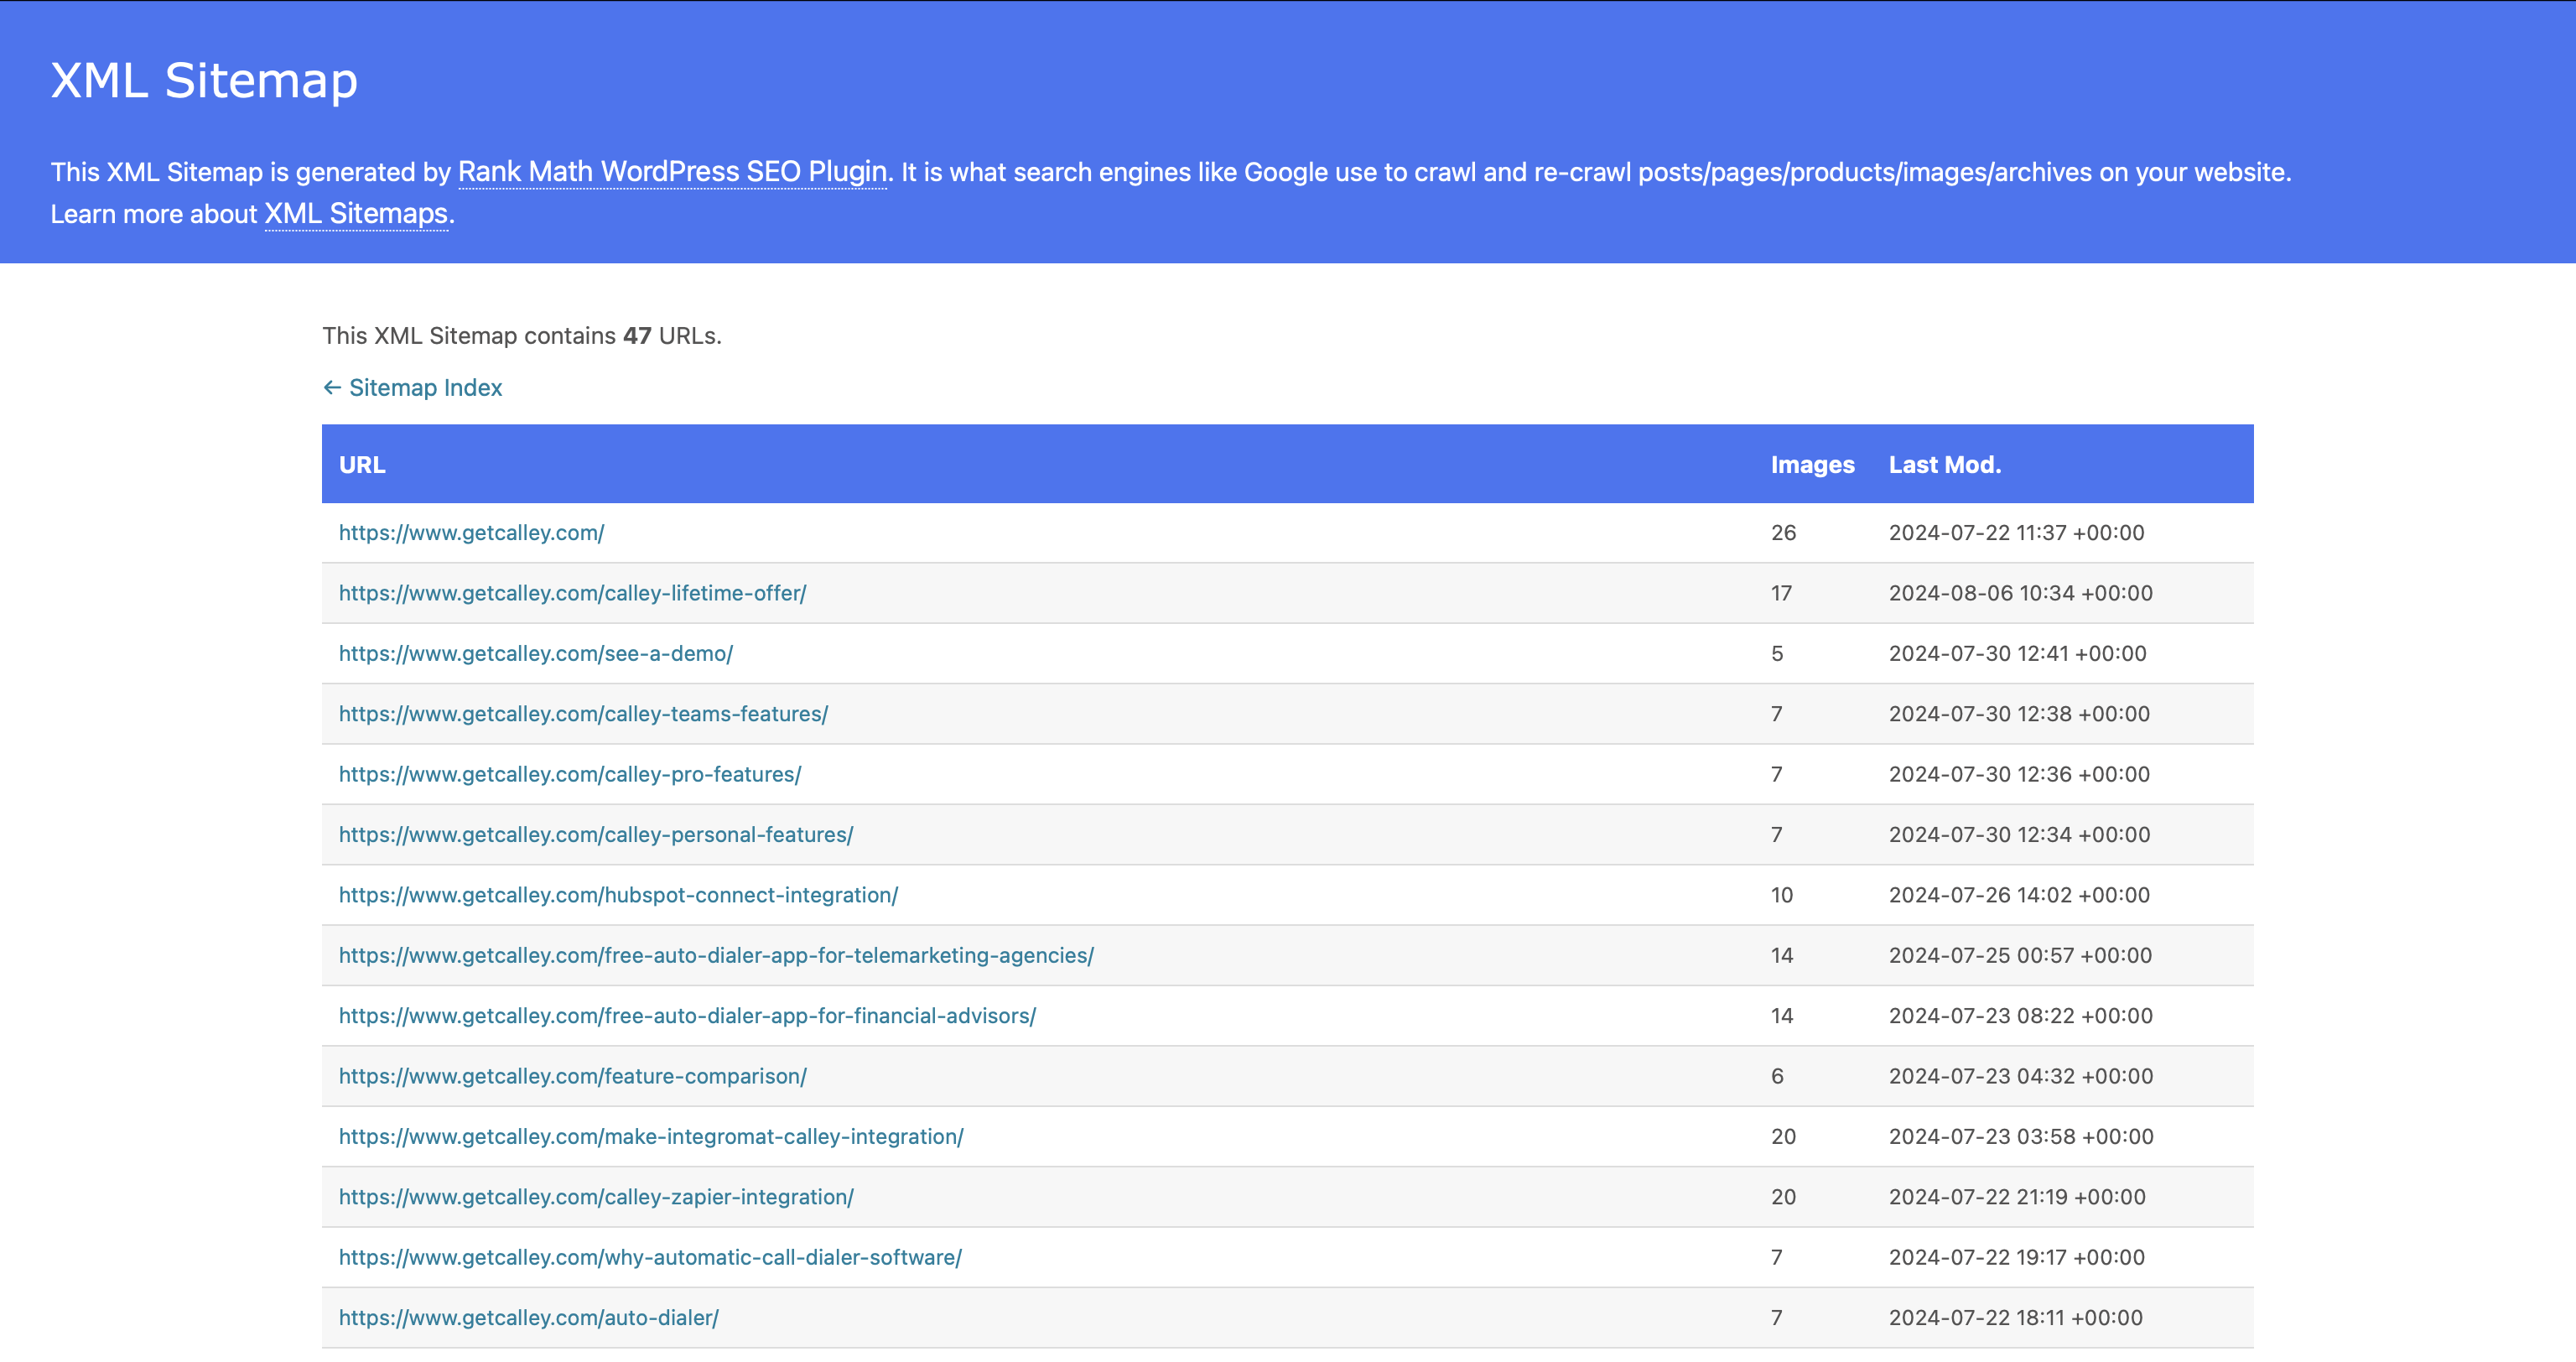 XML Sitemap
This XML Sitemap is generated by Rank Math WordPress SEO Plugin. It is what search engines like Google use to crawl and re-crawl posts/pages/products/images/archives on your website.
Learn more about XML Sitemaps.
This XML Sitemap contains 47 URLs.
← Sitemap Index
URL Images Last Mod.
https://www.getcalley.com/ 26 2024-07-22 11:37 +00:00
https://www.getcalley.com/calley-lifetime-offer/ 17 2024-08-06 10:34 +00:00
https://www.getcalley.com/see-a-demo/ 5 2024-07-30 12:41 +00:00
https://www.getcalley.com/calley-teams-features/ 7 2024-07-30 12:38 +00:00
https://www.getcalley.com/calley-pro-features/ 7 2024-07-30 12:36 +00:00
https://www.getcalley.com/calley-personal-features/ 7 2024-07-30 12:34 +00:00
https://www.getcalley.com/hubspot-connect-integration/ 10 2024-07-26 14:02 +00:00
https://www.getcalley.com/free-auto-dialer-app-for-telemarketing-agencies/ 14 2024-07-25 00:57 +00:00
https://www.getcalley.com/free-auto-dialer-app-for-financial-advisors/ 14 2024-07-23 08:22 +00:00
https://www.getcalley.com/feature-comparison/ 6 2024-07-23 04:32 +00:00
https://www.getcalley.com/make-integromat-calley-integration/ 20 2024-07-23 03:58 +00:00
https://www.getcalley.com/calley-zapier-integration/ 20 2024-07-22 21:19 +00:00
https://www.getcalley.com/why-automatic-call-dialer-software/ 7 2024-07-22 19:17 +00:00
https://www.getcalley.com/auto-dialer/ 7 2024-07-22 18:11 +00:00